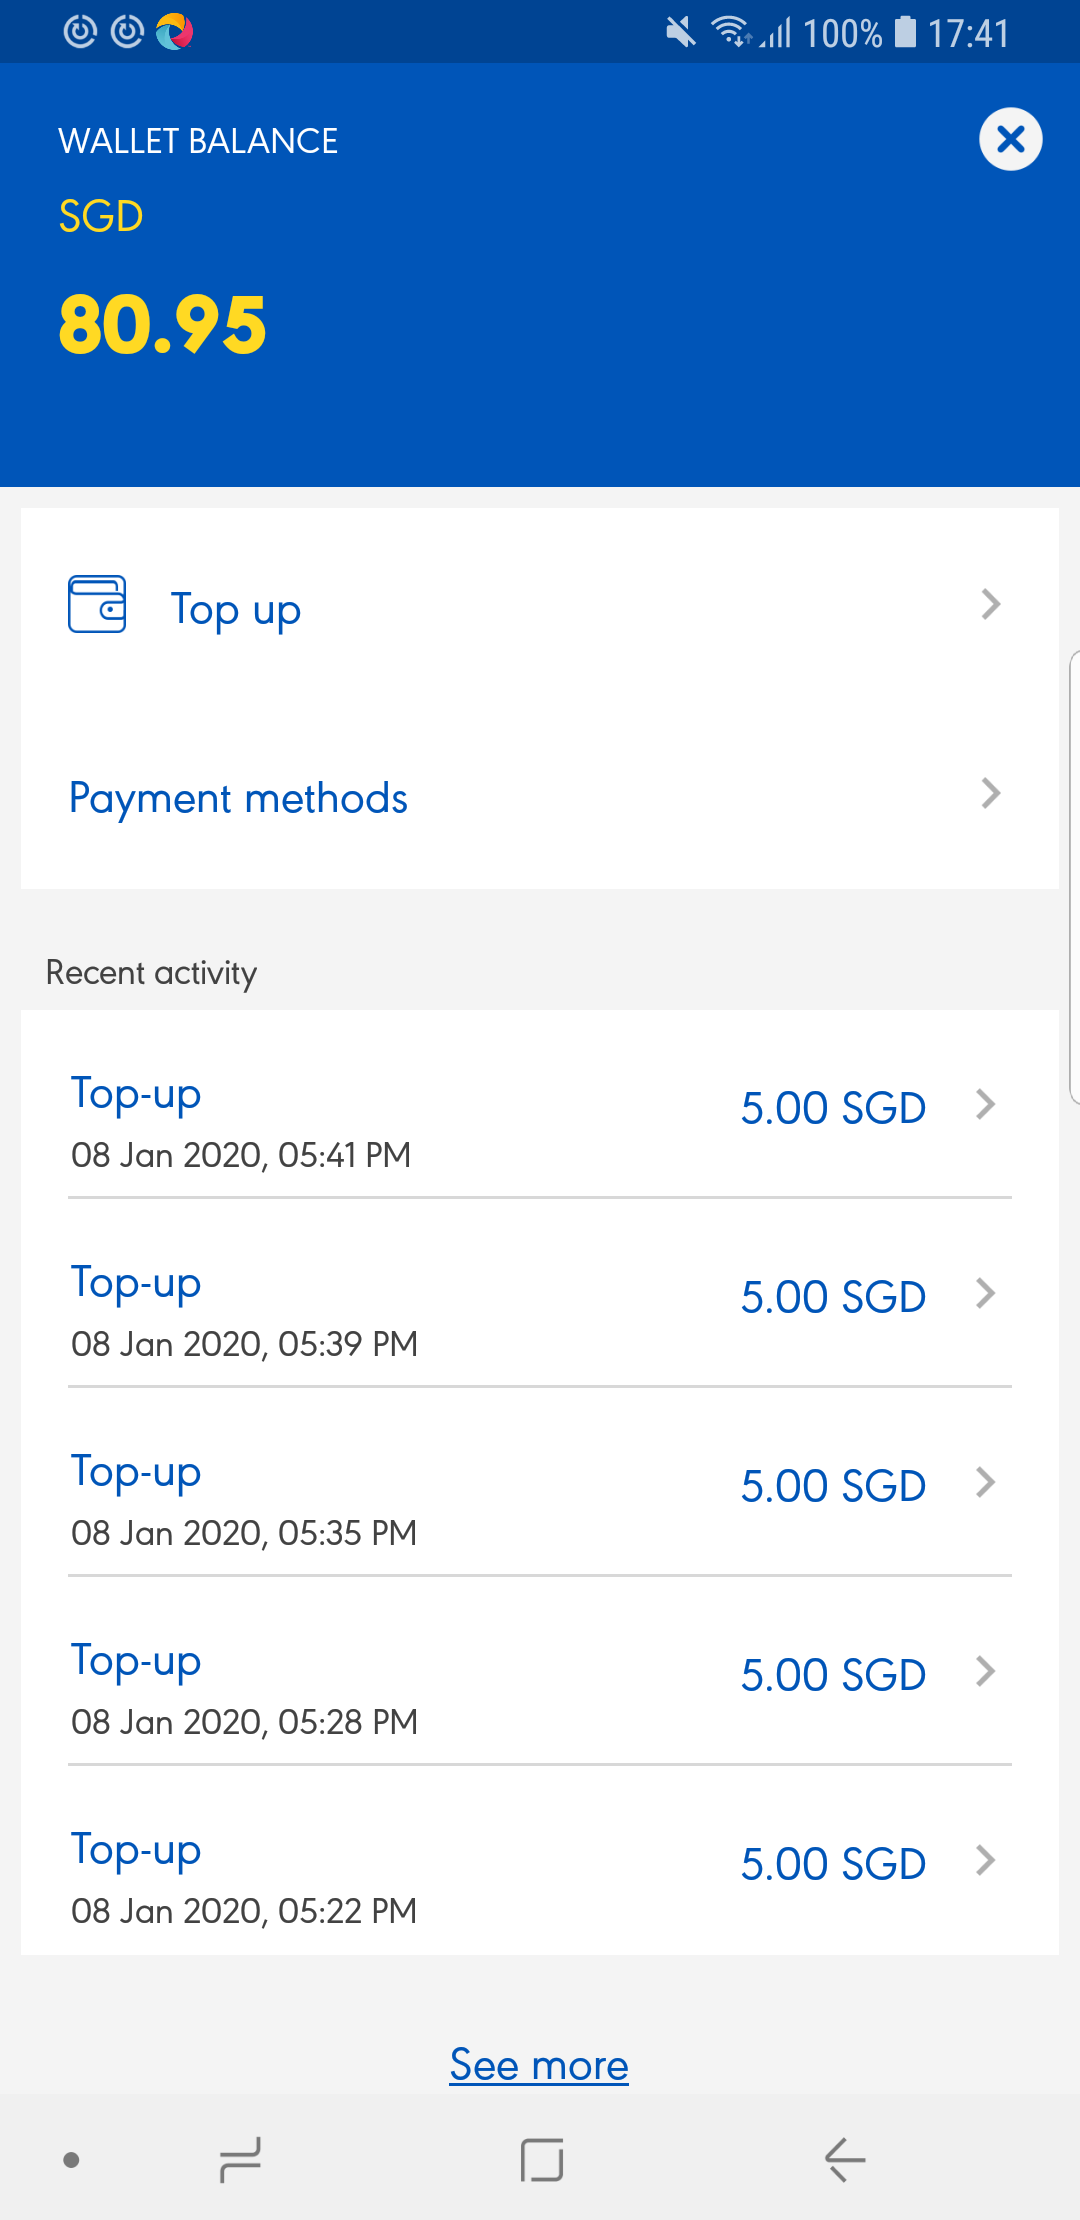 100% 17:41
WALLET BALANCE
SGD
80.95
Top up
Payment methods
Recent activity
Top-up
5.00 SGD
08 Jan 2020, 05:41 PM
Top-up
5.00 SGD
08 Jan 2020, 05:39 PM
Top-up
5.00 SGD
08 Jan 2020, 05:35 PM
Top-up
5.00 SGD
08 Jan 2020, 05:28 PM
Top-up
5.00 SGD
08 Jan 2020, 05:22 PM
See more